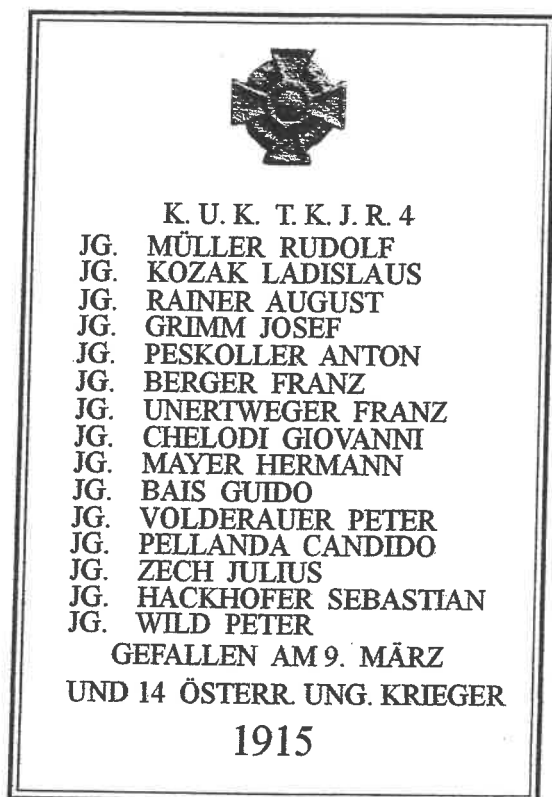 K. U. K. T. K. J. R. 4
JG. MÜLLER RUDOLF
JG. KOZAK LADISLAUS
JG. RAINER AUGUST
JG. GRIMM JOSEF
JG. PESKOLLER ANTON
JG. BERGER FRANZ
JG. UNERTWEGER FRANZ
JG. CHELODI GIOVANNI
JG. MAYER HERMANN
JG. BAIS GUIDO
JG. VOLDERAUER PETER
JG. PELLANDA CANDIDO
JG. ZECH JULIUS
JG. HACKHOFER SEBASTIAN
JG. WILD PETER
GEFALLEN AM 9. MÄRZ
UND 14 ÖSTERR. UNG. KRIEGER
1915